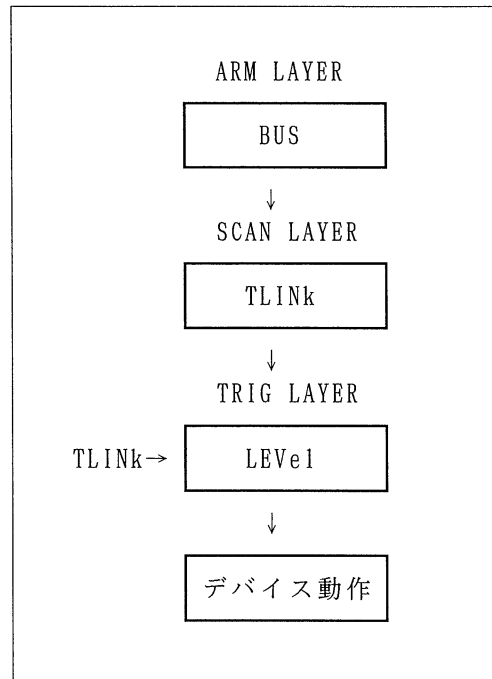 ARM LAYER
BUS
↓
SCAN LAYER
TLINk
↓
TRIG LAYER
TLINk→ LEVel
↓
デバイス動作